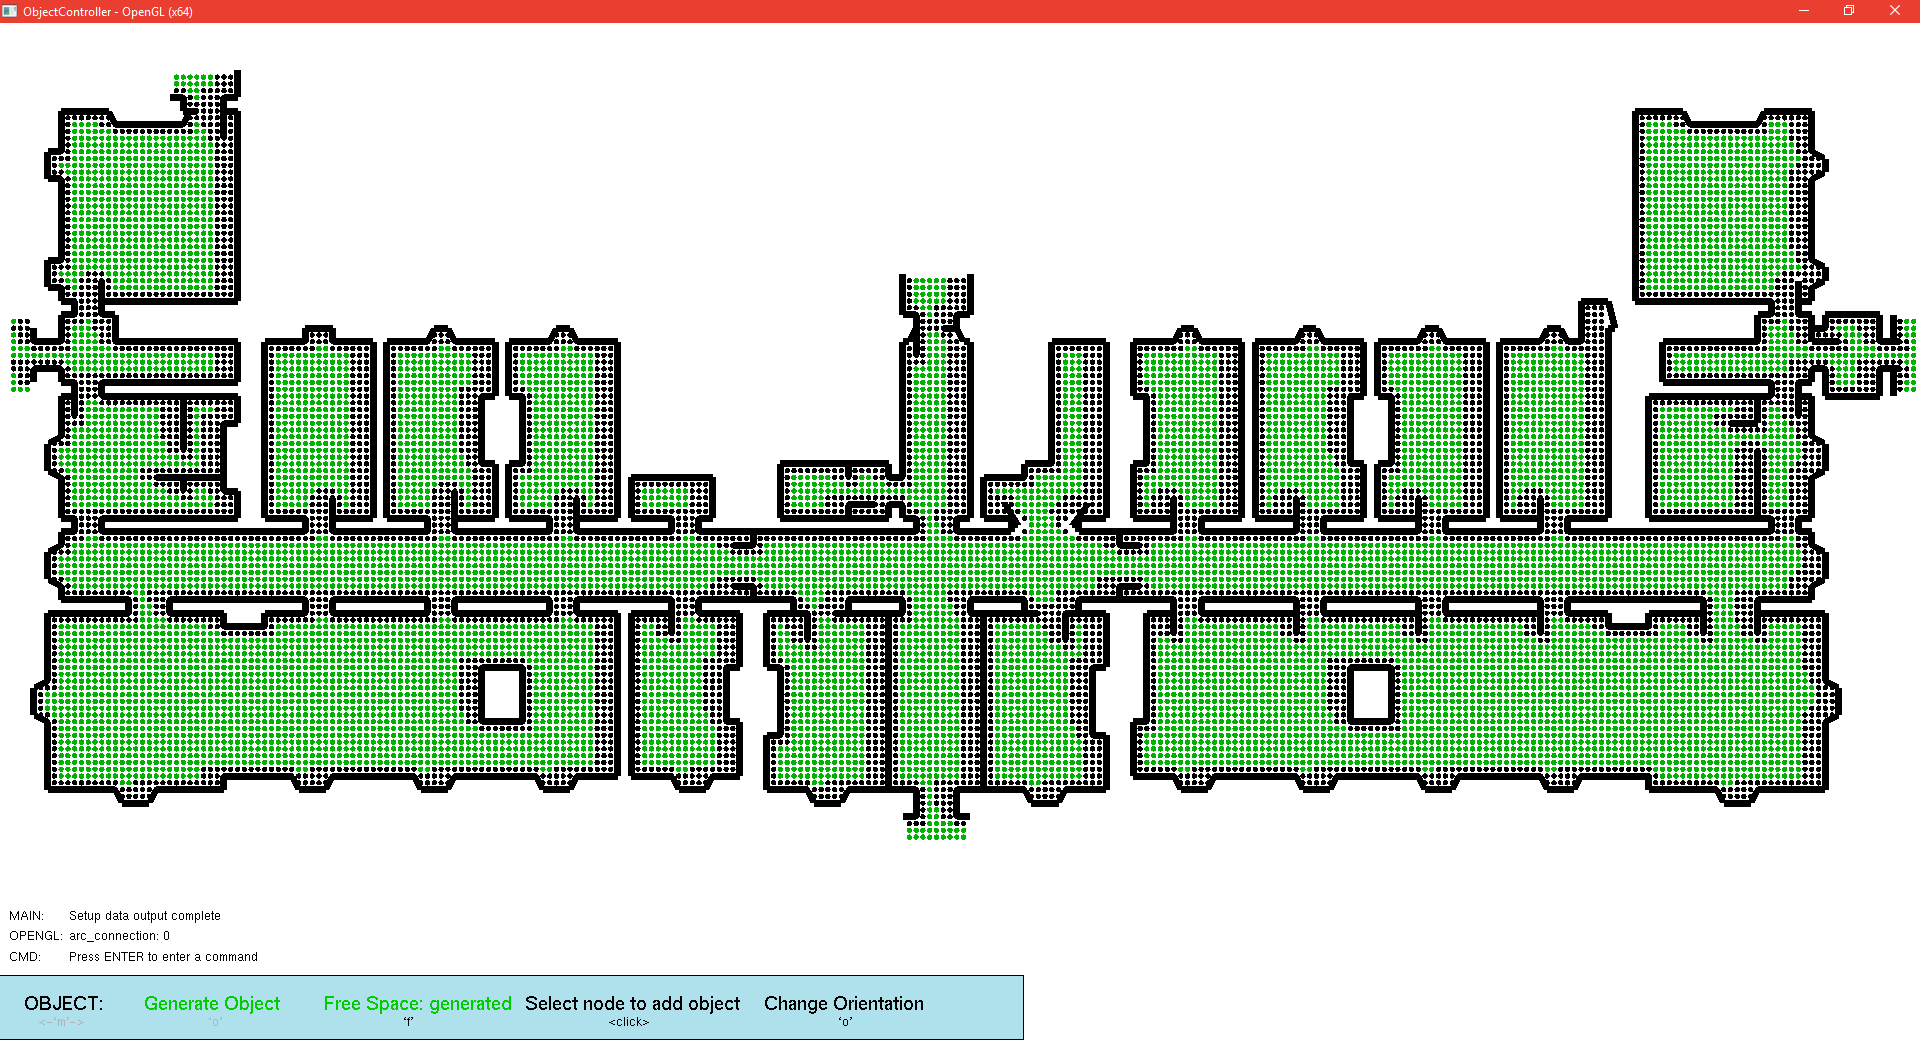 ObjectController - OpenGL (x64)
MAIN: Setup data output complete
OPENGL: arc_connection: 0
CMD: Press ENTER to enter a command
OBJECT: Generate Object Free Space: generated Select node to add object Change Orientation
<-'m'-> 'o' 'f' <click> 'o'